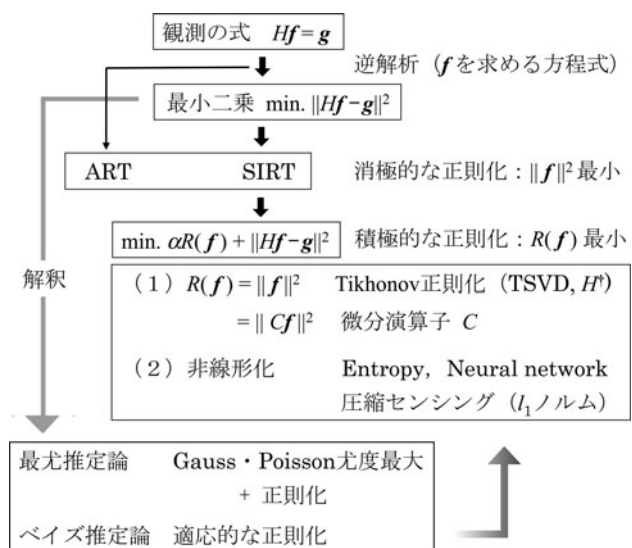 観測の式 Hf = g
逆解析（f を求める方程式）
最小二乗 min. ||Hf−g||²
ART SIRT 消極的な正則化：||f||² 最小
min. αR(f) + ||Hf−g||² 積極的な正則化：R(f) 最小
解釈
（1）R(f) = ||f||² Tikhonov正則化（TSVD, H†）
= || Cf||² 微分演算子 C
（2）非線形化 Entropy，Neural network
圧縮センシング（l₁ノルム）
最尤推定論 Gauss・Poisson尤度最大
+ 正則化
ベイズ推定論 適応的な正則化